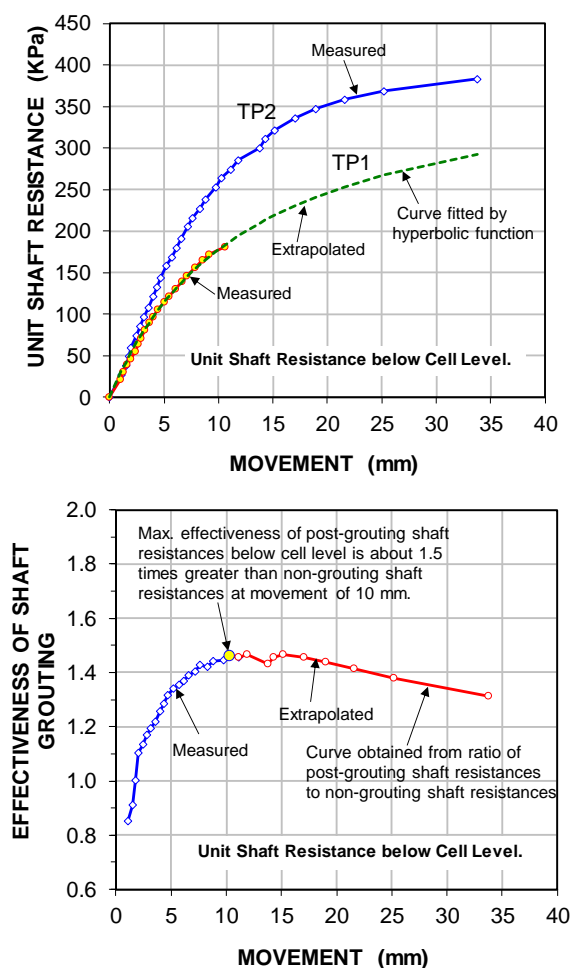 UNIT SHAFT RESISTANCE (KPa)
450
400
350
300
250
200
150
100
50
0
Measured
TP2
TP1
Curve fitted by
hyperbolic function
Extrapolated
Measured
Unit Shaft Resistance below Cell Level.
0 5 10 15 20 25 30 35 40
MOVEMENT (mm)
EFFECTIVENESS OF SHAFT
GROUTING
2.0
1.8
1.6
1.4
1.2
1.0
0.8
0.6
Max. effectiveness of post-grouting shaft
resistances below cell level is about 1.5
times greater than non-grouting shaft
resistances at movement of 10 mm.
Extrapolated
Measured
Curve obtained from ratio of
post-grouting shaft resistances
to non-grouting shaft resistances
Unit Shaft Resistance below Cell Level.
0 5 10 15 20 25 30 35 40
MOVEMENT (mm)